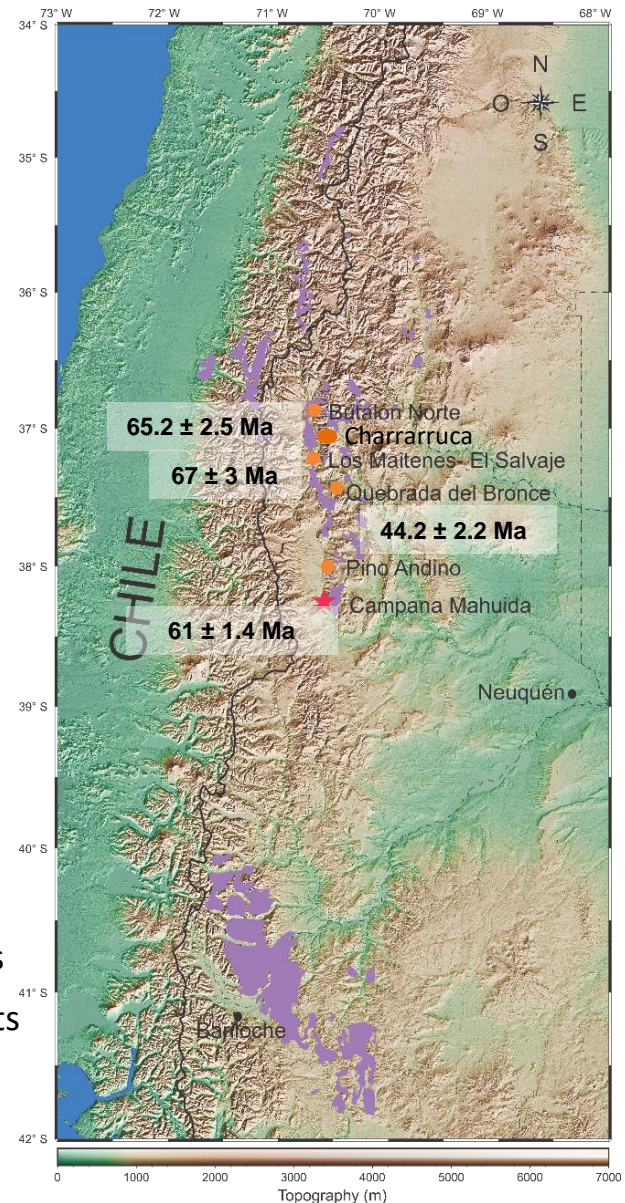 73° W 72° W 71° W 70° W 69° W 68° W
34° S
N
O E
S
35° S
36° S
Butalon Norte
65.2 ± 2.5 Ma
37° S
Charrarruca
Los Maitenes- El Salvaje
67 ± 3 Ma
Quebrada del Bronce
44.2 ± 2.2 Ma
38° S
Pino Andino
CHILE
Campana Mahuida
61 ± 1.4 Ma
Neuquén
39° S
40° S
s
41° S
ts
Bariloche
42° S
0 1000 2000 3000 4000 5000 6000 7000
Topography (m)